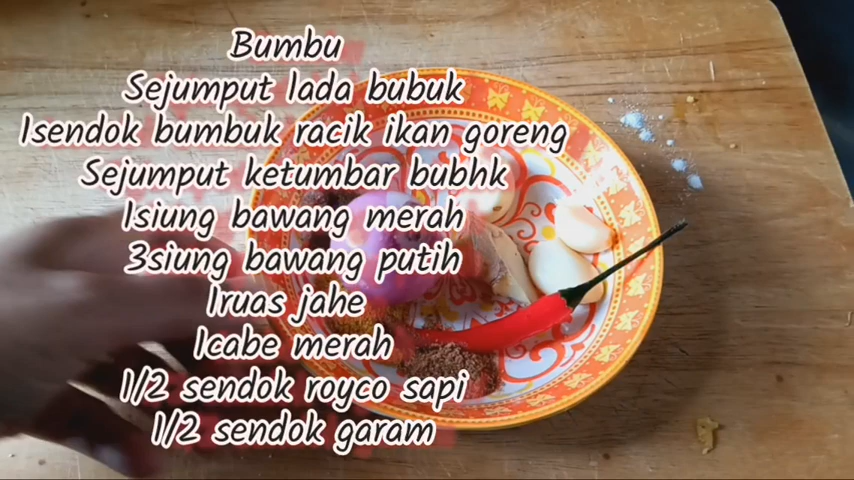 Bumbu
Sejumput lada bubuk
1sendok bumbuk racik ikan goreng
Sejumput ketumbar bubhk
1siung bawang merah
3siung bawang putih
1ruas jahe
1cabe merah
1/2 sendok royco sapi
1/2 sendok garam